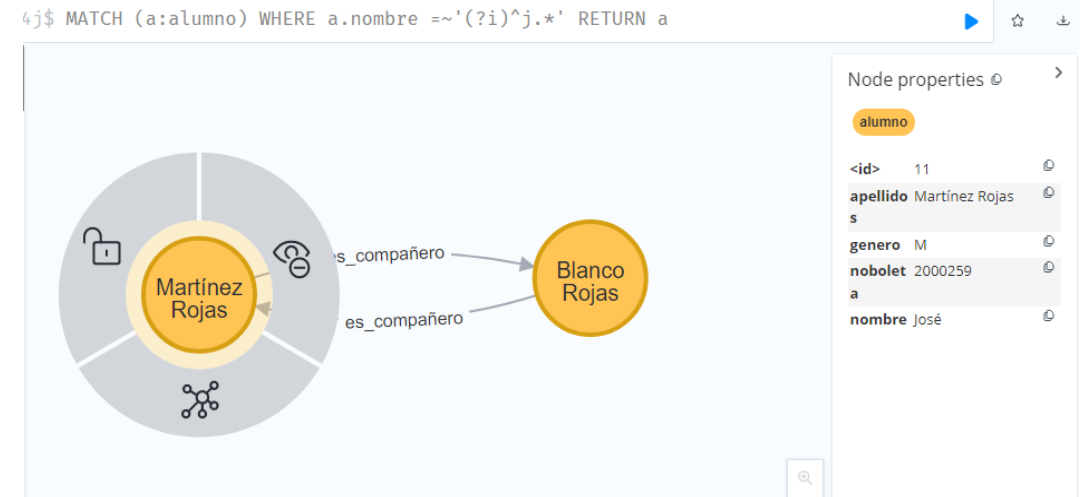 4j$ MATCH (a:alumno) WHERE a.nombre =~'(?i)^j.*' RETURN a
Node properties
alumno
<id> 11
apellido Martínez Rojas
s
genero M
nobolet 2000259
a
nombre José
Martínez
Rojas
es_compañero
es_compañero
Blanco
Rojas